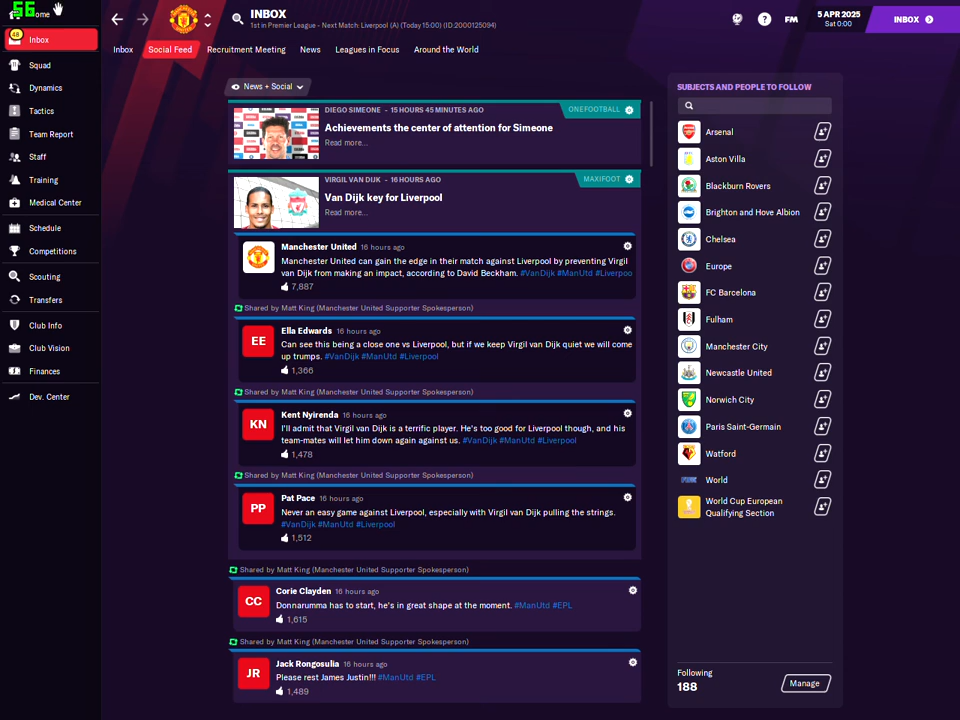 56
ome
INBOX
1st in Premier League - Next Match: Liverpool (A) (Today 15:00) (ID:2000125094)
?
FM
5 APR 2025
Sat 0:00
INBOX
48
Inbox
Squad
Dynamics
Tactics
Team Report
Staff
Training
Medical Center
Schedule
Competitions
Scouting
Transfers
Club Info
Club Vision
Finances
Dev. Center
Inbox
Social Feed
Recruitment Meeting
News
Leagues in Focus
Around the World
News + Social
DIEGO SIMEONE - 15 HOURS 45 MINUTES AGO
ONEFOOTBALL
Achievements the center of attention for Simeone
Read more...
VIRGIL VAN DIJK - 16 HOURS AGO
MAXIFOOT
Van Dijk key for Liverpool
Read more...
Manchester United 16 hours ago
Manchester United can gain the edge in their match against Liverpool by preventing Virgil
van Dijk from making an impact, according to David Beckham. #VanDijk #ManUtd #Liverpoo
7,887
Shared by Matt King (Manchester United Supporter Spokesperson)
EE
Ella Edwards 16 hours ago
Can see this being a close one vs Liverpool, but if we keep Virgil van Dijk quiet we will come
up trumps. #VanDijk #ManUtd #Liverpool
1,366
Shared by Matt King (Manchester United Supporter Spokesperson)
KN
Kent Nyirenda 16 hours ago
I'll admit that Virgil van Dijk is a terrific player. He's too good for Liverpool though, and his
team-mates will let him down again against us. #VanDijk #ManUtd #Liverpool
1,478
Shared by Matt King (Manchester United Supporter Spokesperson)
PP
Pat Pace 16 hours ago
Never an easy game against Liverpool, especially with Virgil van Dijk pulling the strings.
#VanDijk #ManUtd #Liverpool
1,512
Shared by Matt King (Manchester United Supporter Spokesperson)
CC
Corie Clayden 16 hours ago
Donnarumma has to start, he's in great shape at the moment. #ManUtd #EPL
1,615
Shared by Matt King (Manchester United Supporter Spokesperson)
JR
Jack Rongosulia 16 hours ago
Please rest James Justin!!! #ManUtd #EPL
1,489
SUBJECTS AND PEOPLE TO FOLLOW
Arsenal
Aston Villa
Blackburn Rovers
Brighton and Hove Albion
Chelsea
Europe
FC Barcelona
Fulham
Manchester City
Newcastle United
Norwich City
Paris Saint-Germain
Watford
World
World Cup European
Qualifying Section
Following
188
Manage